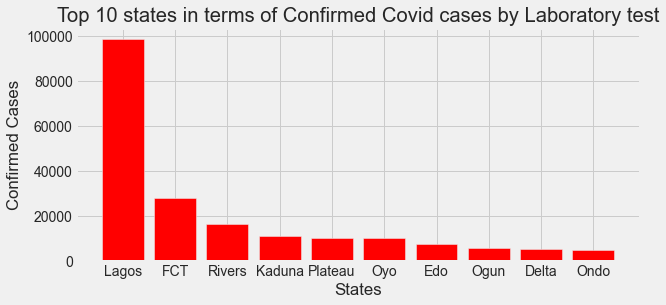 Top 10 states in terms of Confirmed Covid cases by Laboratory test
100000
80000
60000
40000
20000
0
Confirmed Cases
Lagos FCT Rivers Kaduna Plateau Oyo Edo Ogun Delta Ondo
States